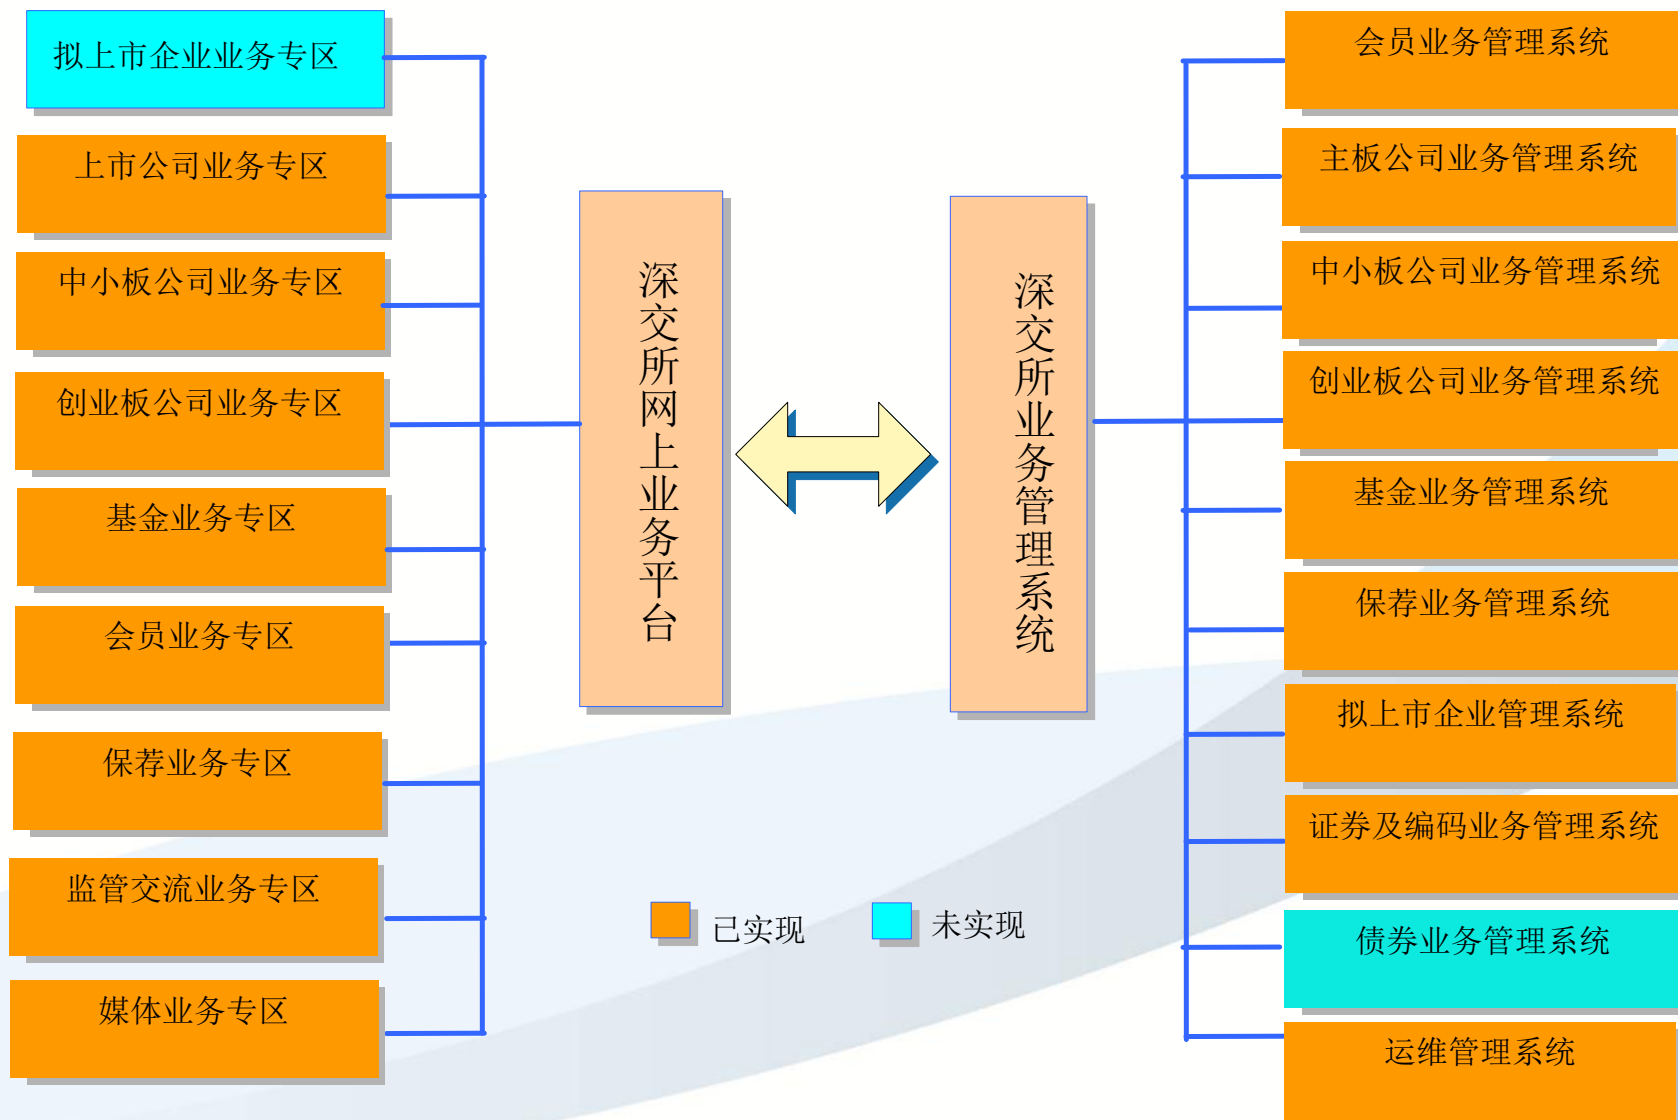 拟上市企业业务专区
上市公司业务专区
中小板公司业务专区
创业板公司业务专区
基金业务专区
会员业务专区
保荐业务专区
监管交流业务专区
媒体业务专区
深交所网上业务平台
深交所业务管理系统
已实现
未实现
会员业务管理系统
主板公司业务管理系统
中小板公司业务管理系统
创业板公司业务管理系统
基金业务管理系统
保荐业务管理系统
拟上市企业管理系统
证券及编码业务管理系统
债券业务管理系统
运维管理系统